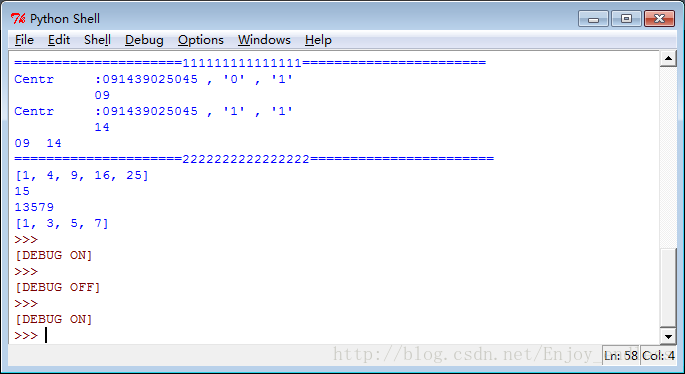 Python Shell
File Edit Shell Debug Options Windows Help
=====================111111111111111=======================
Centr     :091439025045 , '0' , '1'
          09
Centr     :091439025045 , '1' , '1'
          14
09  14
=====================2222222222222222=======================
[1, 4, 9, 16, 25]
15
13579
[1, 3, 5, 7]
>>>
[DEBUG ON]
>>>
[DEBUG OFF]
>>>
[DEBUG ON]
>>>
http://blog.csdn.net/Enjoy_
Ln: 58 Col: 4